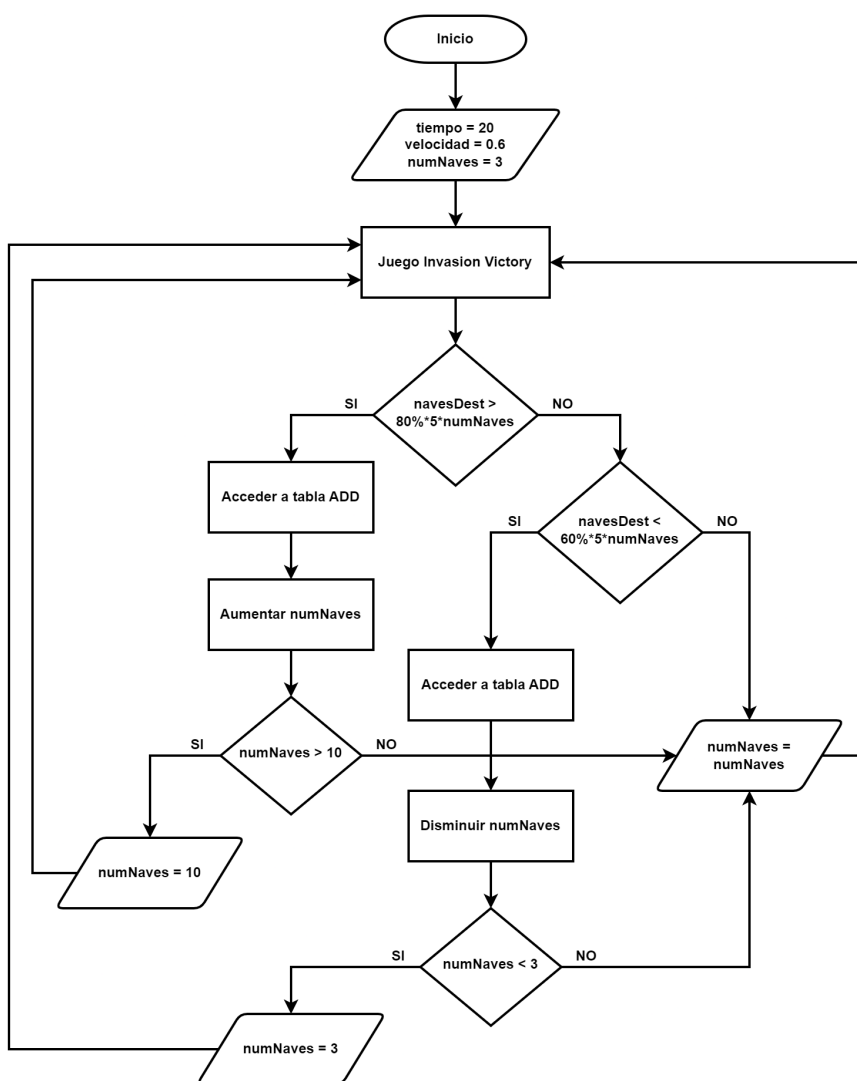 Inicio
tiempo = 20
velocidad = 0.6
numNaves = 3
Juego Invasion Victory
navesDest >
80%*5*numNaves
SI
NO
Acceder a tabla ADD
navesDest <
60%*5*numNaves
SI
NO
Aumentar numNaves
Acceder a tabla ADD
numNaves > 10
SI
NO
numNaves =
numNaves
Disminuir numNaves
numNaves = 10
numNaves < 3
SI
NO
numNaves = 3